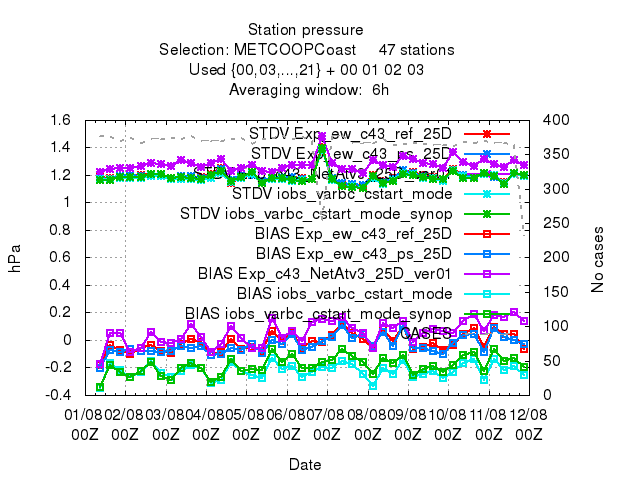 Station pressure
Selection: METCOOPCoast     47 stations
Used {00,03,...,21} + 00 01 02 03
Averaging window:  6h
1.6
1.4
1.2
1
0.8
0.6
0.4
0.2
0
-0.2
-0.4
hPa
400
350
300
250
200
150
100
50
0
No cases
STDV Exp_ew_c43_ref_25D
STDV Exp_ew_c43_ps_25D
STDV Exp_c43_NetAtv3_25D_ver01
STDV iobs_varbc_cstart_mode
STDV iobs_varbc_cstart_mode_synop
BIAS Exp_ew_c43_ref_25D
BIAS Exp_ew_c43_ps_25D
BIAS Exp_c43_NetAtv3_25D_ver01
BIAS iobs_varbc_cstart_mode
BIAS iobs_varbc_cstart_mode_synop
CASES
01/08 02/08 03/08 04/08 05/08 06/08 07/08 08/08 09/08 10/08 11/08 12/08
00Z 00Z 00Z 00Z 00Z 00Z 00Z 00Z 00Z 00Z 00Z 00Z
Date